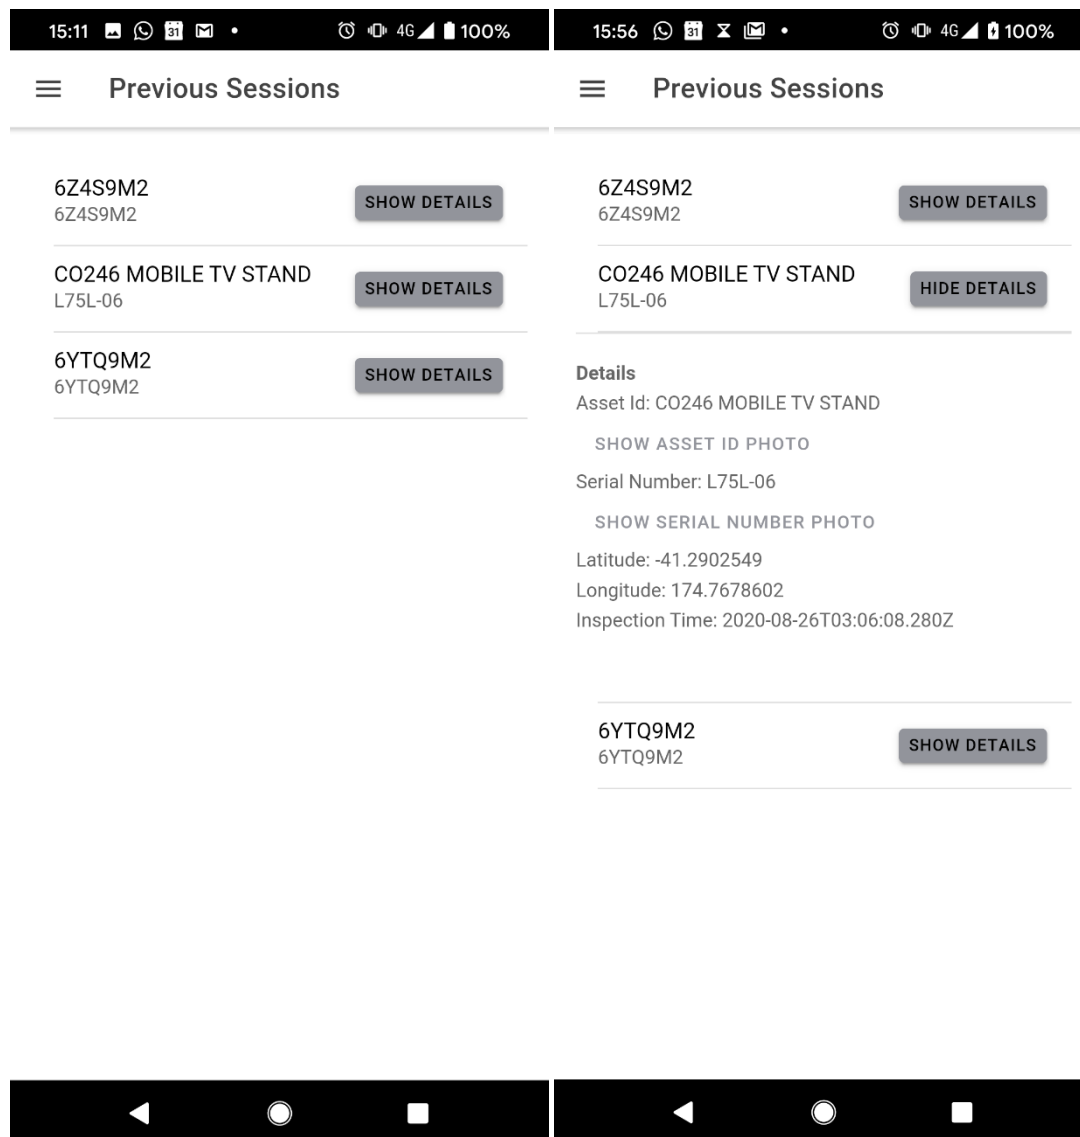 15:11 31 4G 100%
Previous Sessions
6Z4S9M2
6Z4S9M2
SHOW DETAILS
CO246 MOBILE TV STAND
L75L-06
SHOW DETAILS
6YTQ9M2
6YTQ9M2
SHOW DETAILS
15:56 31 4G 100%
Previous Sessions
6Z4S9M2
6Z4S9M2
SHOW DETAILS
CO246 MOBILE TV STAND
L75L-06
HIDE DETAILS
Details
Asset Id: CO246 MOBILE TV STAND
SHOW ASSET ID PHOTO
Serial Number: L75L-06
SHOW SERIAL NUMBER PHOTO
Latitude: -41.2902549
Longitude: 174.7678602
Inspection Time: 2020-08-26T03:06:08.280Z
6YTQ9M2
6YTQ9M2
SHOW DETAILS